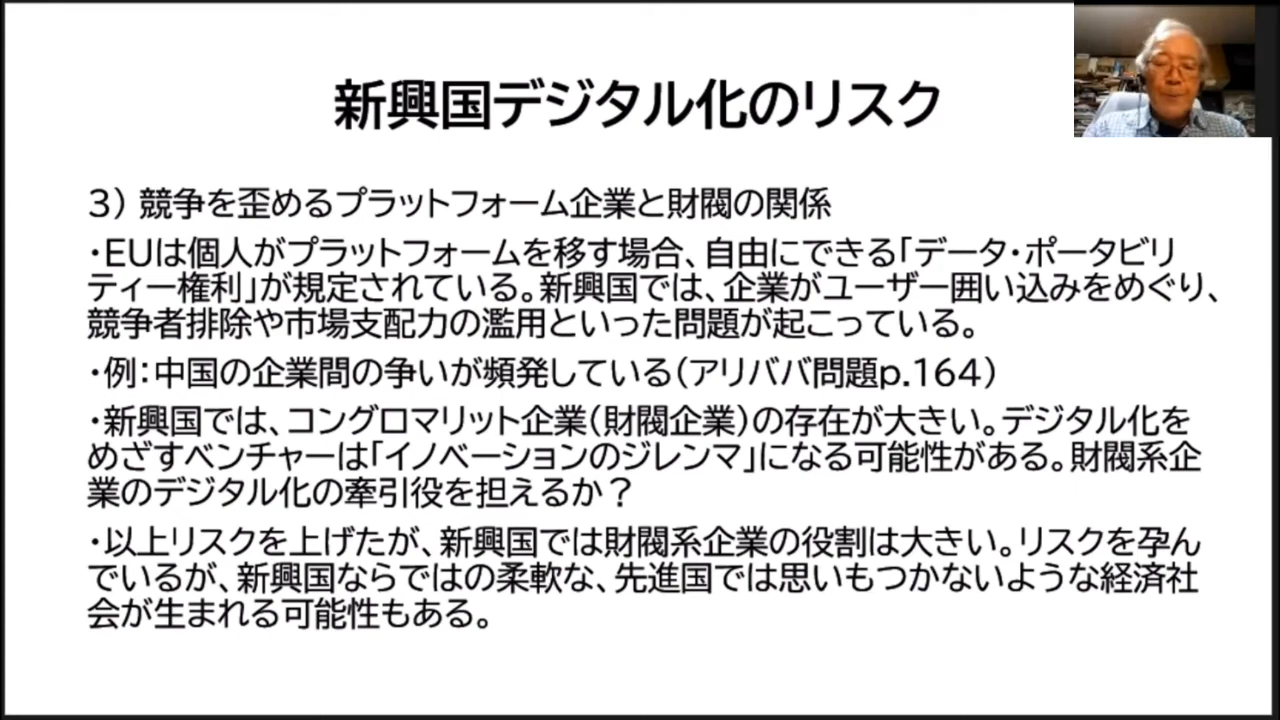 新興国デジタル化のリスク
3) 競争を歪めるプラットフォーム企業と財閥の関係
・EUは個人がプラットフォームを移す場合、自由にできる「データ・ポータビリ
ティー権利」が規定されている。新興国では、企業がユーザー囲い込みをめぐり、
競争者排除や市場支配力の濫用といった問題が起こっている。
・例：中国の企業間の争いが頻発している（アリババ問題p.164）
・新興国では、コングロマリット企業（財閥企業）の存在が大きい。デジタル化を
めざすベンチャーは「イノベーションのジレンマ」になる可能性がある。財閥系企
業のデジタル化の牽引役を担えるか？
・以上リスクを上げたが、新興国では財閥系企業の役割は大きい。リスクを孕ん
でいるが、新興国ならではの柔軟な、先進国では思いもつかないような経済社
会が生まれる可能性もある。